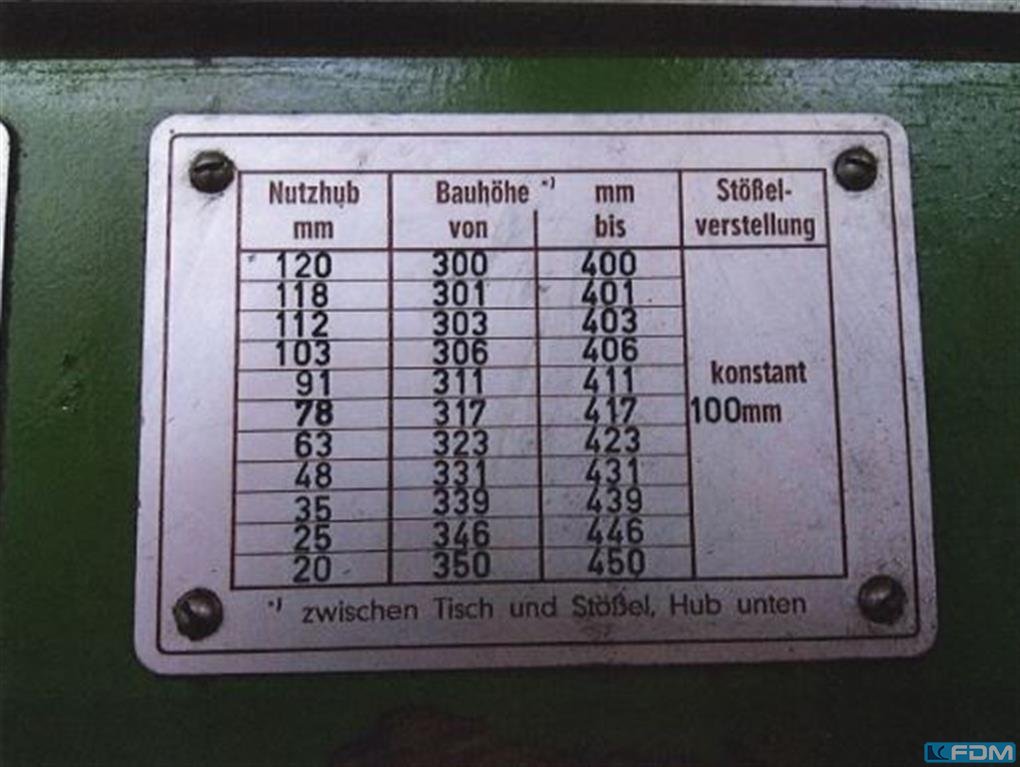 Nutzhub Bauhöhe *) mm Stößel-
mm von bis verstellung
120 300 400
118 301 401
112 303 403
103 306 406
91 311 411 konstant
78 317 417 100mm
63 323 423
48 331 431
35 339 439
25 346 446
20 350 450
*) zwischen Tisch und Stößel, Hub unten
FDM